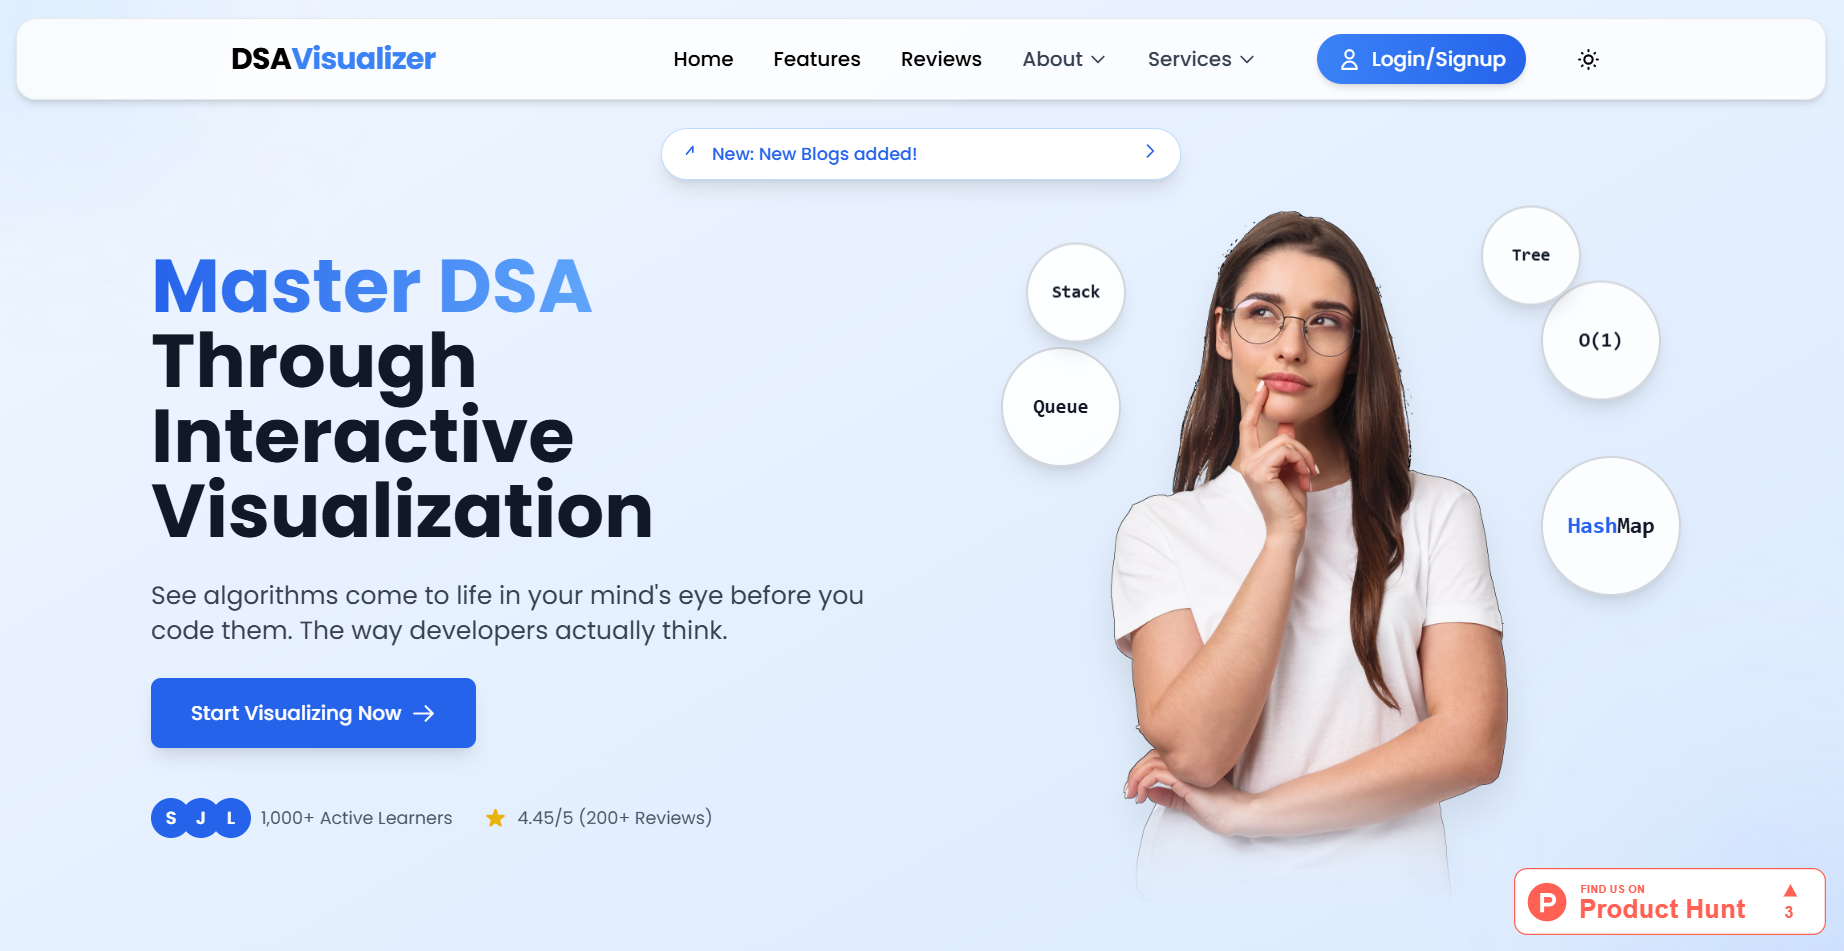 DSAVisualizer
Home
Features
Reviews
About
Services
Login/Signup
New: New Blogs added!
Master DSA
Through
Interactive
Visualization
See algorithms come to life in your mind's eye before you
code them. The way developers actually think.
Start Visualizing Now
S J L
1,000+ Active Learners
4.45/5 (200+ Reviews)
Stack
Queue
Tree
O(1)
HashMap
P
FIND US ON
Product Hunt
3